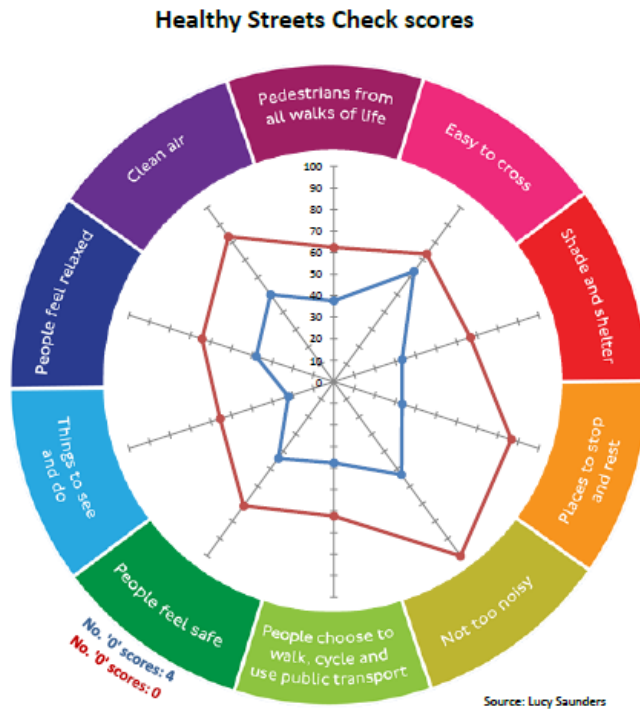 Healthy Streets Check scores
Pedestrians from
all walks of life
Easy to cross
Shade and shelter
Places to stop
and rest
Not too noisy
People choose to
walk, cycle and
use public transport
People feel safe
Things to see
and do
People feel relaxed
Clean air
100
90
80
70
60
50
40
30
20
10
0
No. '0' scores: 4
No. '0' scores: 0
Source: Lucy Saunders